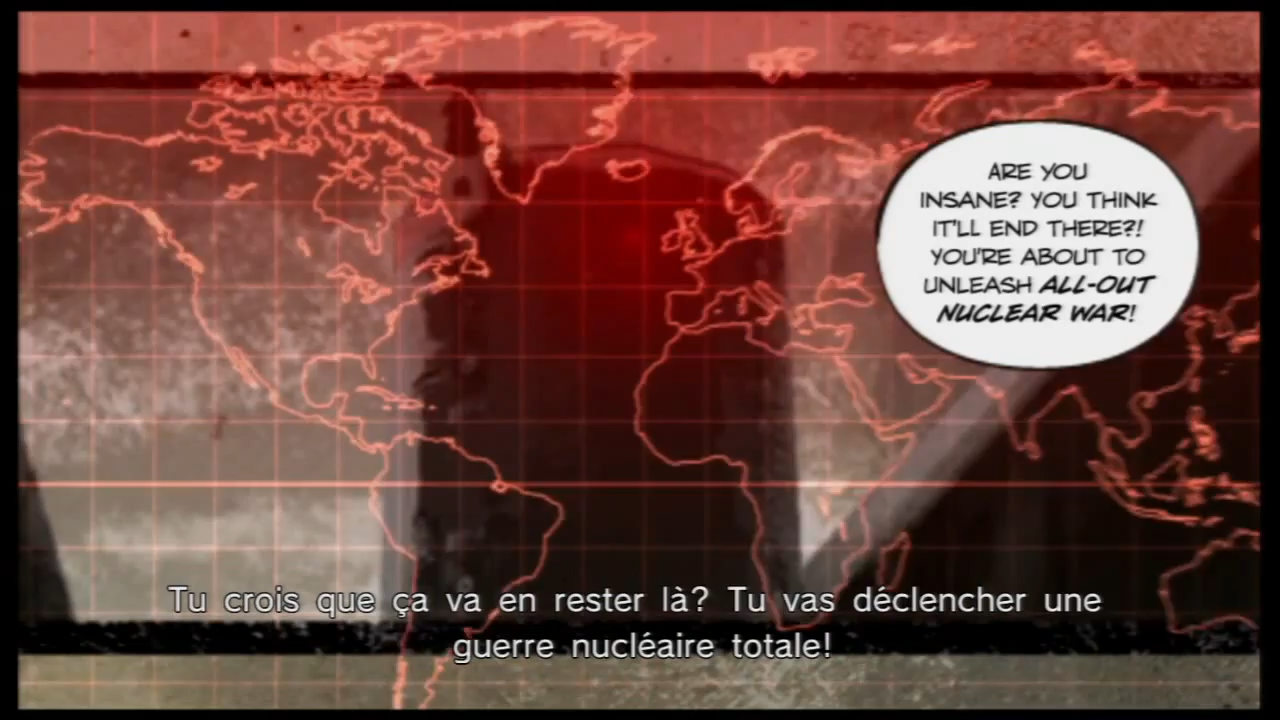 ARE YOU
INSANE? YOU THINK
IT'LL END THERE?!
YOU'RE ABOUT TO
UNLEASH ALL-OUT
NUCLEAR WAR!
Tu crois que ça va en rester là? Tu vas déclencher une
guerre nucléaire totale!